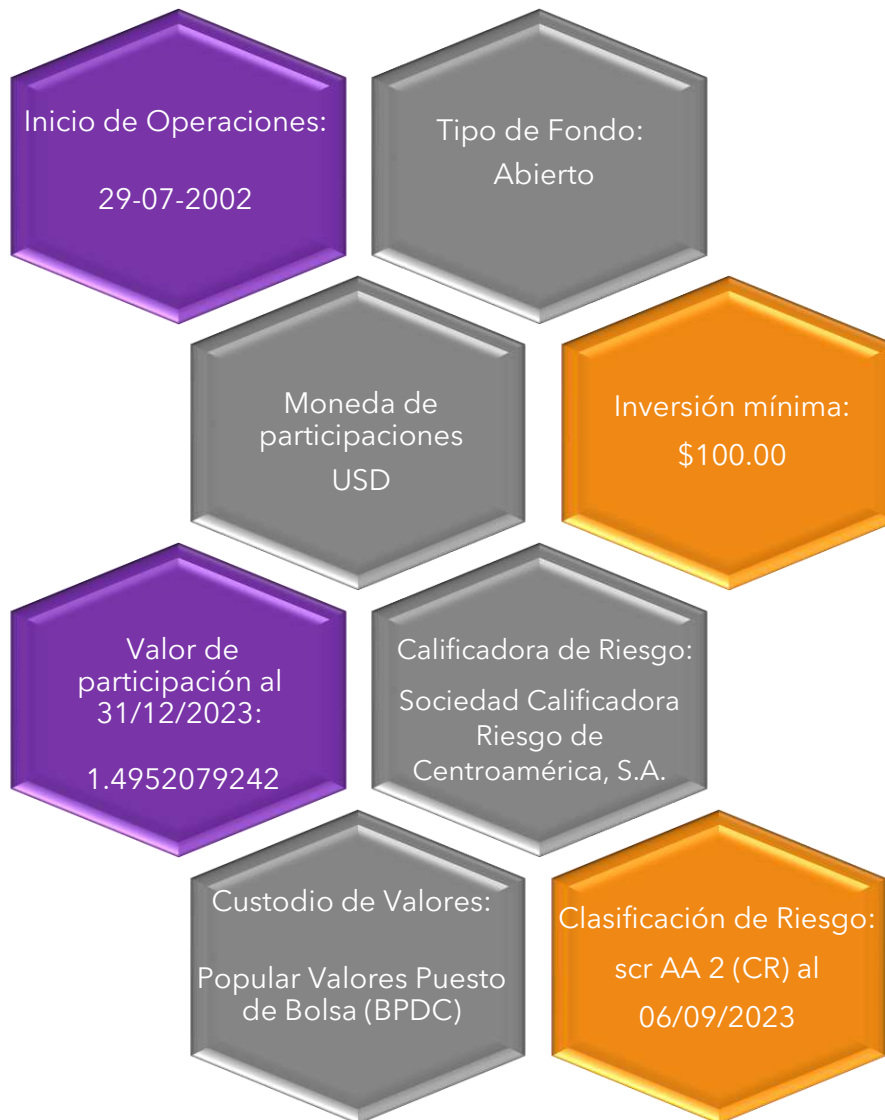 Inicio de Operaciones:
29-07-2002
Tipo de Fondo:
Abierto
Moneda de
participaciones
USD
Inversión mínima:
$100.00
Valor de
participación al
31/12/2023:
1.4952079242
Calificadora de Riesgo:
Sociedad Calificadora
Riesgo de
Centroamérica, S.A.
Custodio de Valores:
Popular Valores Puesto
de Bolsa (BPDC)
Clasificación de Riesgo:
scr AA 2 (CR) al
06/09/2023